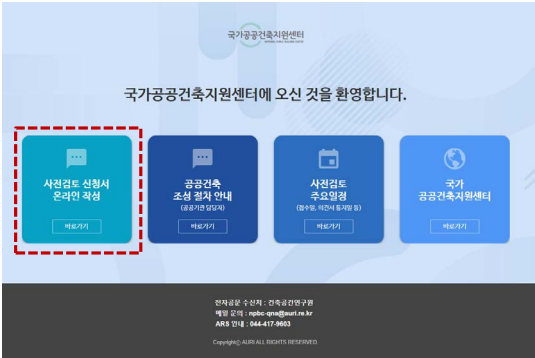 국가공공건축지원센터
국가공공건축지원센터에 오신 것을 환영합니다.
사전검토 신청서
온라인 작성
바로가기
공공건축
조성 절차 안내
(공공기관 담당자)
바로가기
사전검토
주요일정
(접수일, 의견서 통지일 등)
바로가기
국가
공공건축지원센터
바로가기
전자공문 수신처 : 건축공간연구원
메일 문의 : npbc-qna@auri.re.kr
ARS 안내 : 044-417-9603
Copyright(c) AURI ALL RIGHTS RESERVED